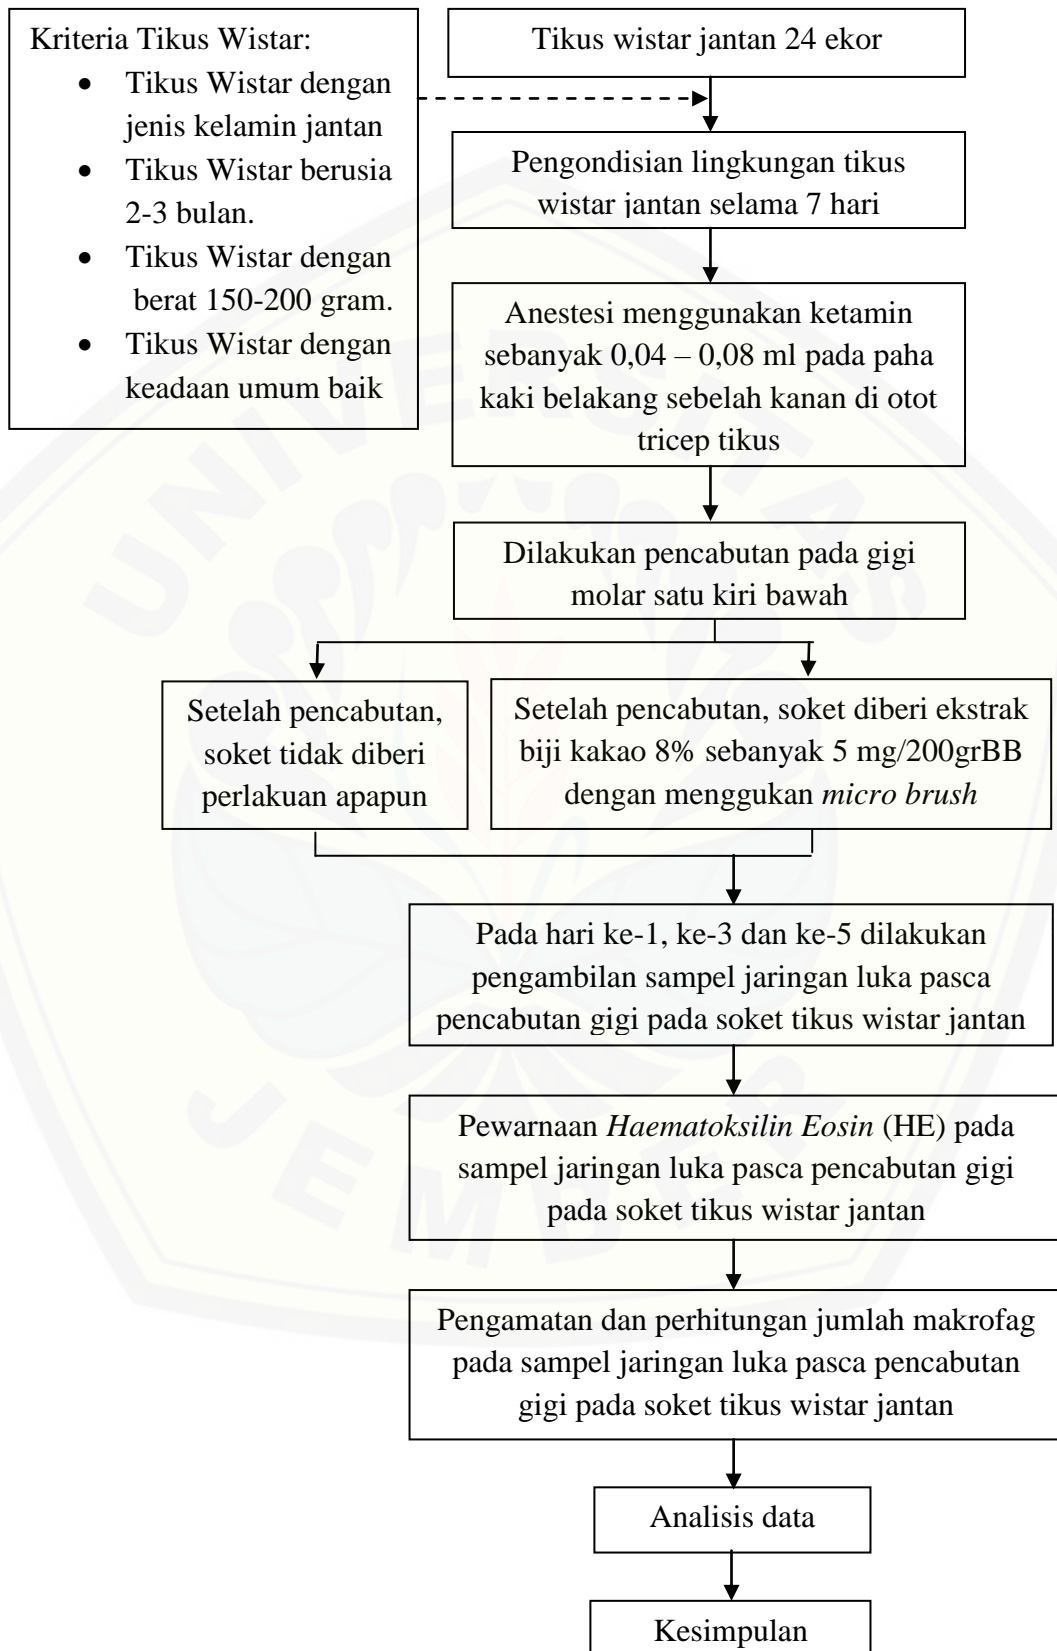 Kriteria Tikus Wistar:
• Tikus Wistar dengan
jenis kelamin jantan
• Tikus Wistar berusia
2-3 bulan.
• Tikus Wistar dengan
berat 150-200 gram.
• Tikus Wistar dengan
keadaan umum baik
Tikus wistar jantan 24 ekor
Pengondisian lingkungan tikus
wistar jantan selama 7 hari
Anestesi menggunakan ketamin
sebanyak 0,04 – 0,08 ml pada paha
kaki belakang sebelah kanan di otot
tricep tikus
Dilakukan pencabutan pada gigi
molar satu kiri bawah
Setelah pencabutan,
soket tidak diberi
perlakuan apapun
Setelah pencabutan, soket diberi ekstrak
biji kakao 8% sebanyak 5 mg/200grBB
dengan menggukan micro brush
Pada hari ke-1, ke-3 dan ke-5 dilakukan
pengambilan sampel jaringan luka pasca
pencabutan gigi pada soket tikus wistar jantan
Pewarnaan Haematoksilin Eosin (HE) pada
sampel jaringan luka pasca pencabutan gigi
pada soket tikus wistar jantan
Pengamatan dan perhitungan jumlah makrofag
pada sampel jaringan luka pasca pencabutan
gigi pada soket tikus wistar jantan
Analisis data
Kesimpulan
UNIVERSITAS
JEMBER